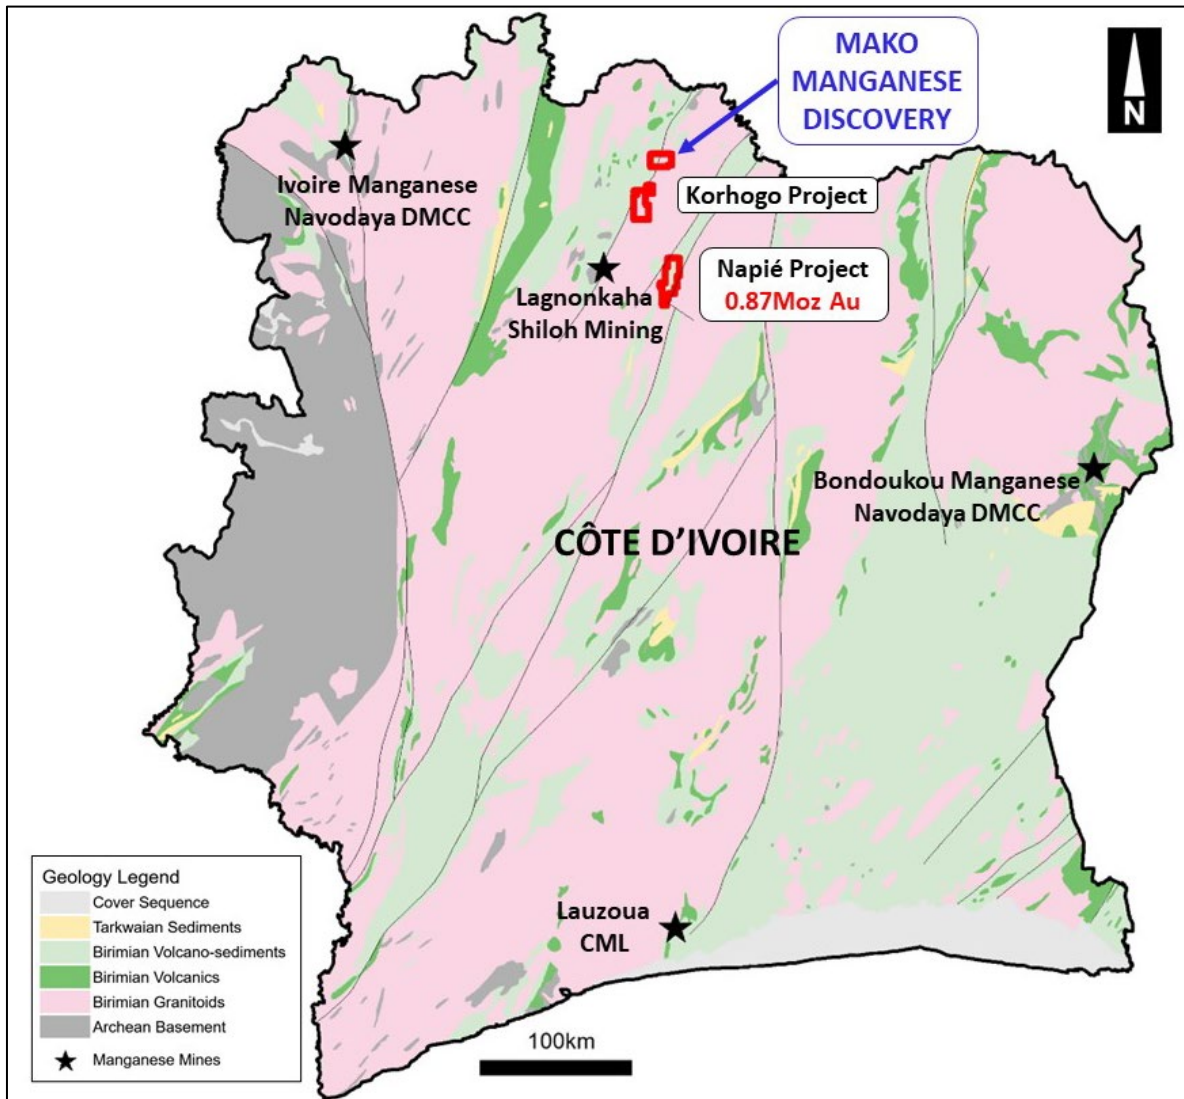 MAKO
MANGANESE
DISCOVERY
N
Ivoire Manganese
Navodaya DMCC
Korhogo Project
Napié Project
0.87Moz Au
Lagnonkaha
Shiloh Mining
Bondoukou Manganese
Navodaya DMCC
CÔTE D’IVOIRE
Lauzoua
CML
Geology Legend
Cover Sequence
Tarkwaian Sediments
Birimian Volcano-sediments
Birimian Volcanics
Birimian Granitoids
Archean Basement
Manganese Mines
100km